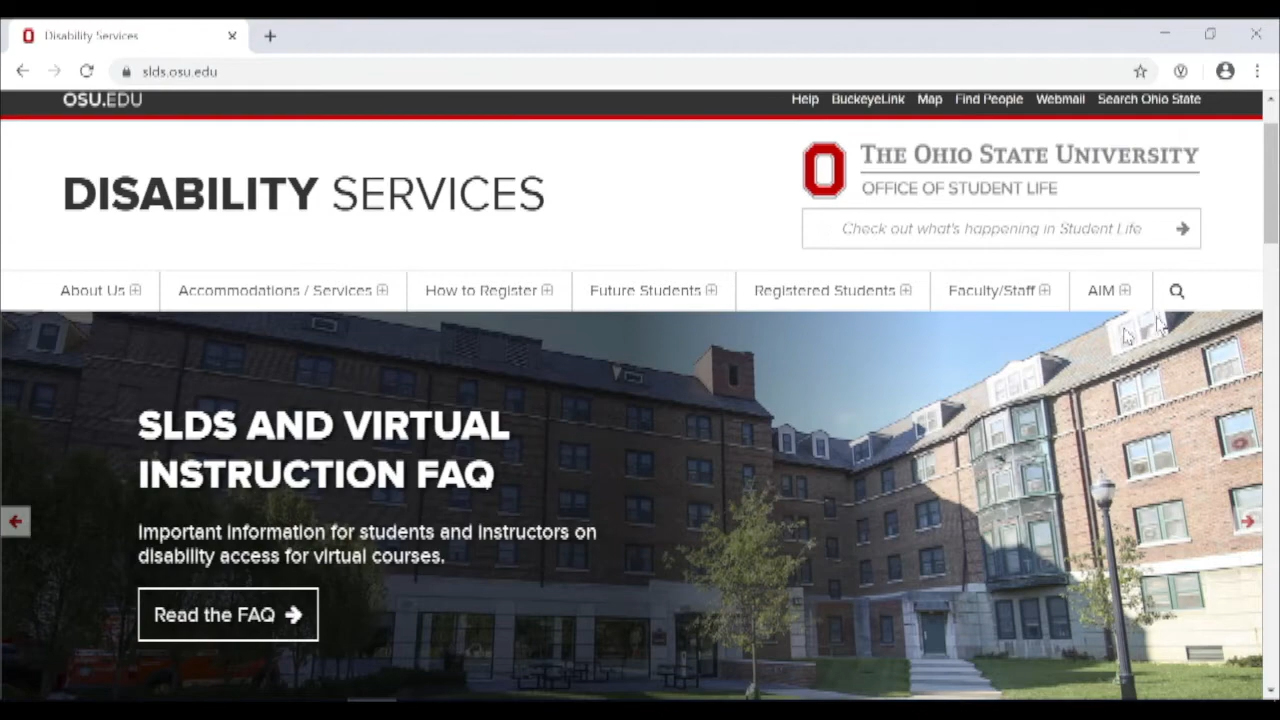 Disability Services
slds.osu.edu
OSU.EDU
Help BuckeyeLink Map Find People Webmail Search Ohio State
DISABILITY SERVICES
THE OHIO STATE UNIVERSITY
OFFICE OF STUDENT LIFE
Check out what's happening in Student Life
About Us Accommodations / Services How to Register Future Students Registered Students Faculty/Staff AIM
SLDS AND VIRTUAL
INSTRUCTION FAQ
Important information for students and instructors on
disability access for virtual courses.
Read the FAQ